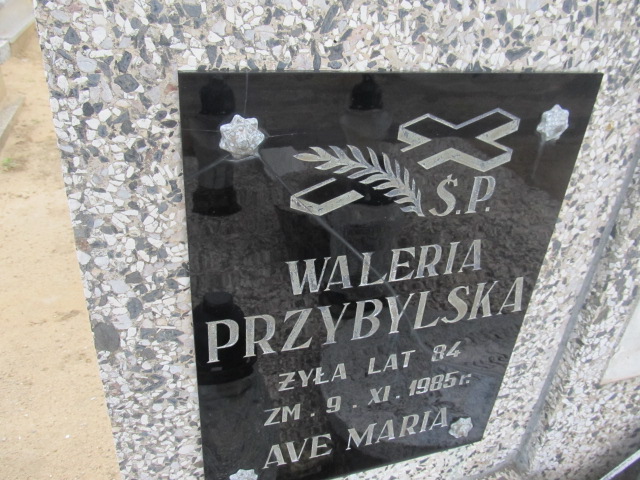 Ś.P.
WALERIA
PRZYBYLSKA
ŻYŁA LAT 84
ZM. 9. XI. 1985 r.
AVE MARIA